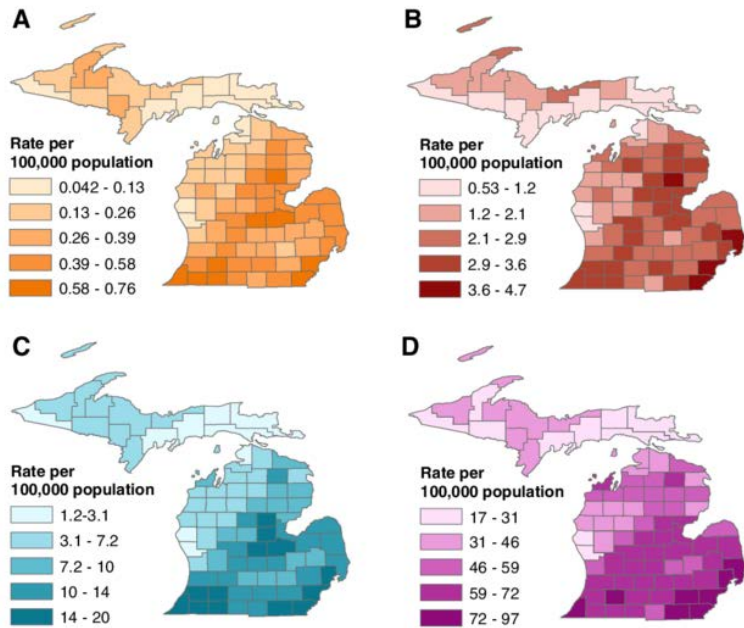 A
Rate per
100,000 population
0.042 - 0.13
0.13 - 0.26
0.26 - 0.39
0.39 - 0.58
0.58 - 0.76
B
Rate per
100,000 population
0.53 - 1.2
1.2 - 2.1
2.1 - 2.9
2.9 - 3.6
3.6 - 4.7
C
Rate per
100,000 population
1.2-3.1
3.1 - 7.2
7.2 - 10
10 - 14
14 - 20
D
Rate per
100,000 population
17 - 31
31 - 46
46 - 59
59 - 72
72 - 97